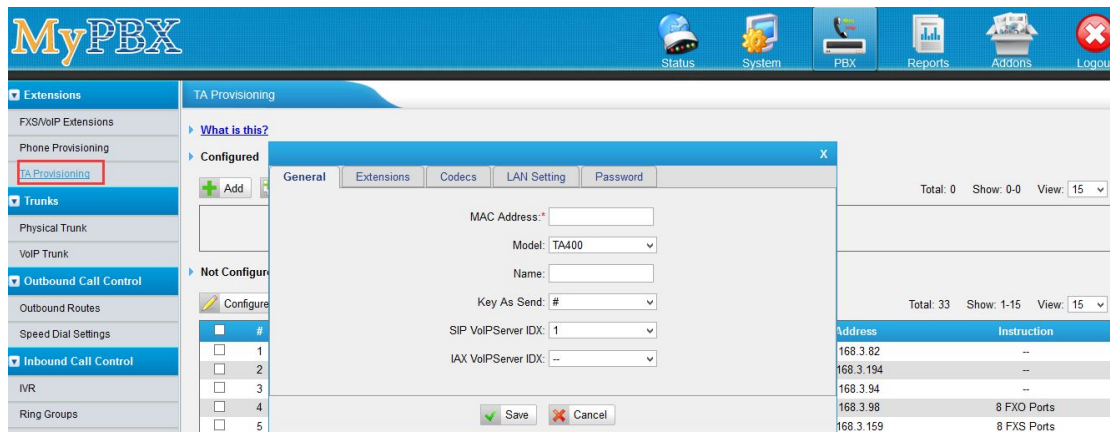 MyPBX
Status System PBX Reports Addons Logou
Extensions
FXS/VoIP Extensions
Phone Provisioning
TA Provisioning
Trunks
Physical Trunk
VoIP Trunk
Outbound Call Control
Outbound Routes
Speed Dial Settings
Inbound Call Control
IVR
Ring Groups
TA Provisioning
What is this?
Configured
Add
Total: 0 Show: 0-0 View: 15
X
General Extensions Codecs LAN Setting Password
MAC Address:*
Model: TA400
Name:
Key As Send: #
SIP VoIPServer IDX: 1
IAX VoIPServer IDX: --
Save Cancel
Not Configure
Configure
Total: 33 Show: 1-15 View: 15
# Address Instruction
1 168.3.82 --
2 168.3.194 --
3 168.3.94 --
4 168.3.98 8 FXO Ports
5 168.3.159 8 FXS Ports